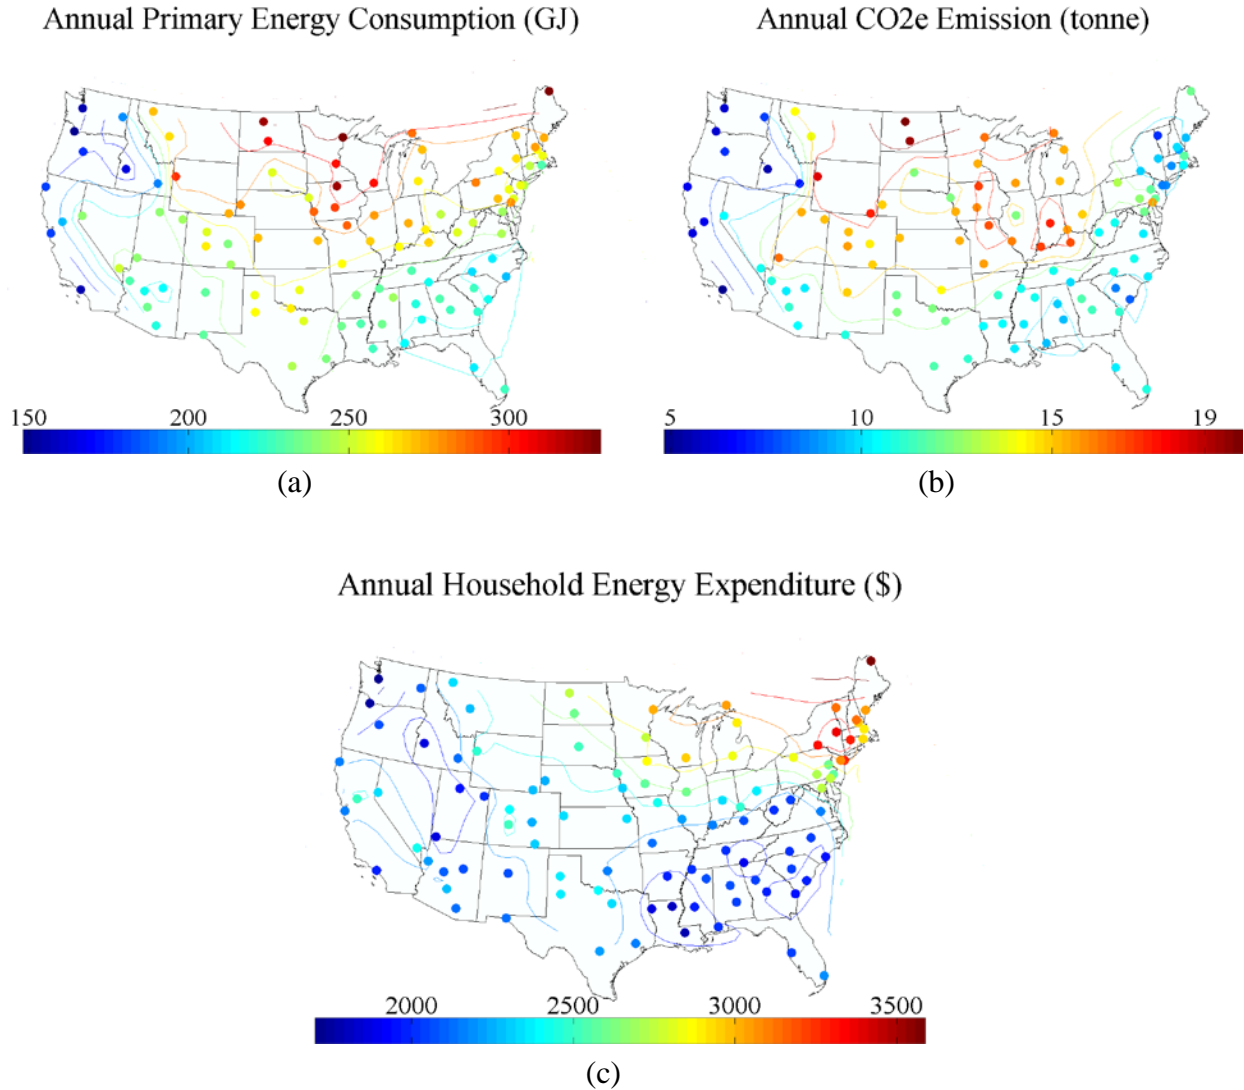 Annual Primary Energy Consumption (GJ)
Annual CO2e Emission (tonne)
150 200 250 300
5 10 15 19
(a)
(b)
Annual Household Energy Expenditure ($)
2000 2500 3000 3500
(c)